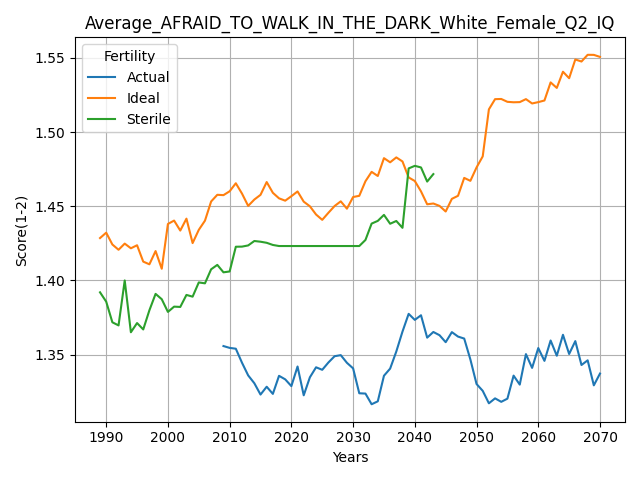 Average_AFRAID_TO_WALK_IN_THE_DARK_White_Female_Q2_IQ
Fertility
Actual
Ideal
Sterile
Score(1-2)
1.55
1.50
1.45
1.40
1.35
1990 2000 2010 2020 2030 2040 2050 2060 2070
Years